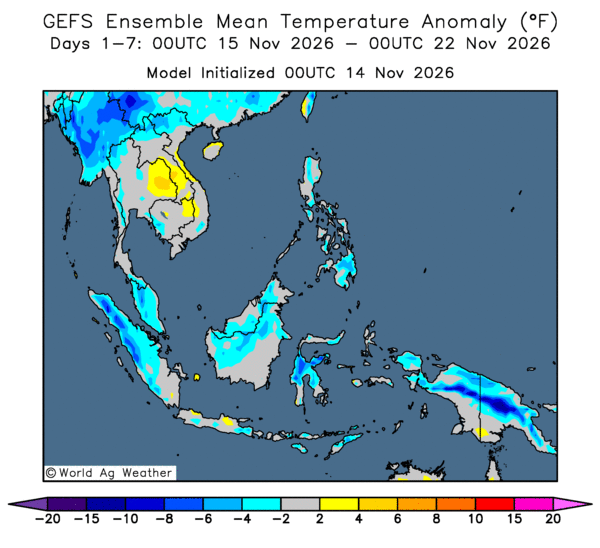 GEFS Ensemble Mean Temperature Anomaly (°F)
Days 1-7: 00UTC 15 Nov 2026 - 00UTC 22 Nov 2026
Model Initialized 00UTC 14 Nov 2026
© World Ag Weather
-20 -15 -10 -8 -6 -4 -2 2 4 6 8 10 15 20